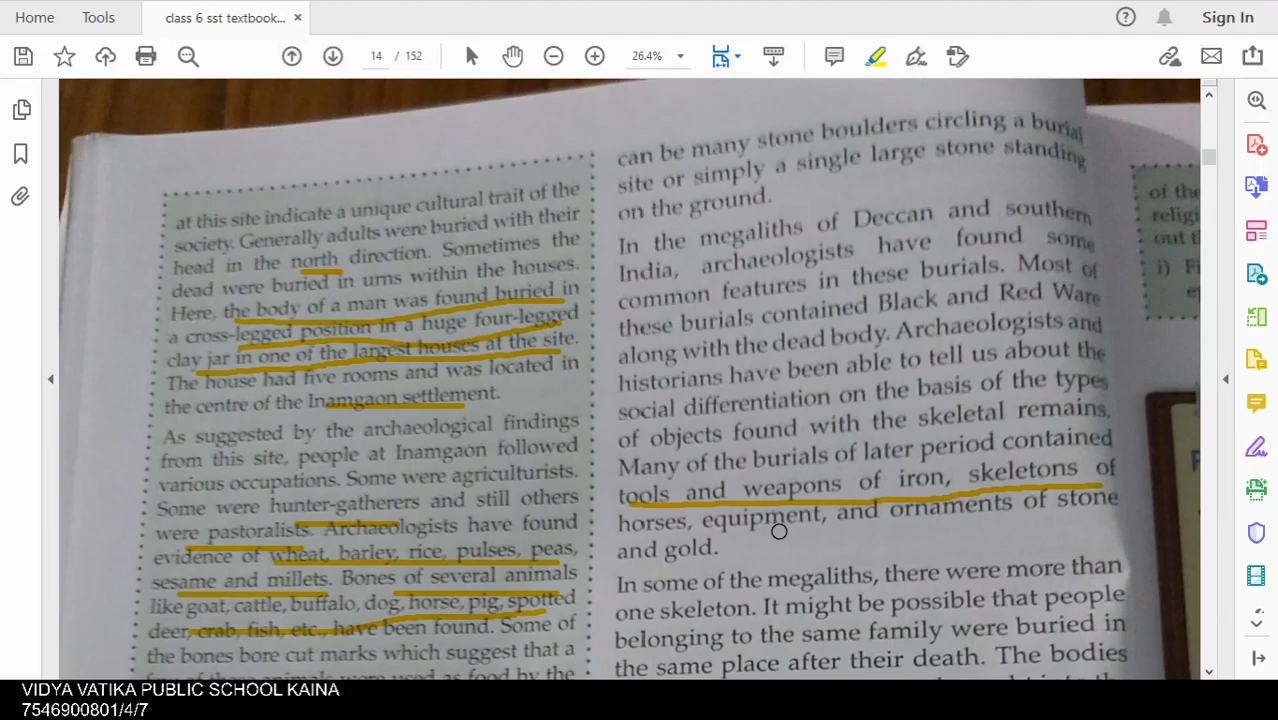 Home
Tools
class 6 sst textbook...
Sign In
14 / 152
26.4%
at this site indicate a unique cultural trait of the
society. Generally adults were buried with their
head in the north direction. Sometimes the
dead were buried in urns within the houses.
Here, the body of a man was found buried in
a cross-legged position in a huge four-legged
clay jar in one of the largest houses at the site.
The house had five rooms and was located in
the centre of the Inamgaon settlement.
As suggested by the archaeological findings
from this site, people at Inamgaon followed
various occupations. Some were agriculturists.
Some were hunter-gatherers and still others
were pastoralists. Archaeologists have found
evidence of wheat, barley, rice, pulses, peas,
sesame and millets. Bones of several animals
like goat, cattle, buffalo, dog, horse, pig, spotted
deer, crab, fish, etc., have been found. Some of
the bones bore cut marks which suggest that a
few of these animals were used as food by the
can be many stone boulders circling a burial
site or simply a single large stone standing
on the ground.
In the megaliths of Deccan and southern
India, archaeologists have found some
common features in these burials. Most of
these burials contained Black and Red Ware
along with the dead body. Archaeologists and
historians have been able to tell us about the
social differentiation on the basis of the types
of objects found with the skeletal remains.
Many of the burials of later period contained
tools and weapons of iron, skeletons of
horses, equipment, and ornaments of stone
and gold.
In some of the megaliths, there were more than
one skeleton. It might be possible that people
belonging to the same family were buried in
the same place after their death. The bodies
of the
religi
out t
i) Fi
VIDYA VATIKA PUBLIC SCHOOL KAINA
7546900801/4/7